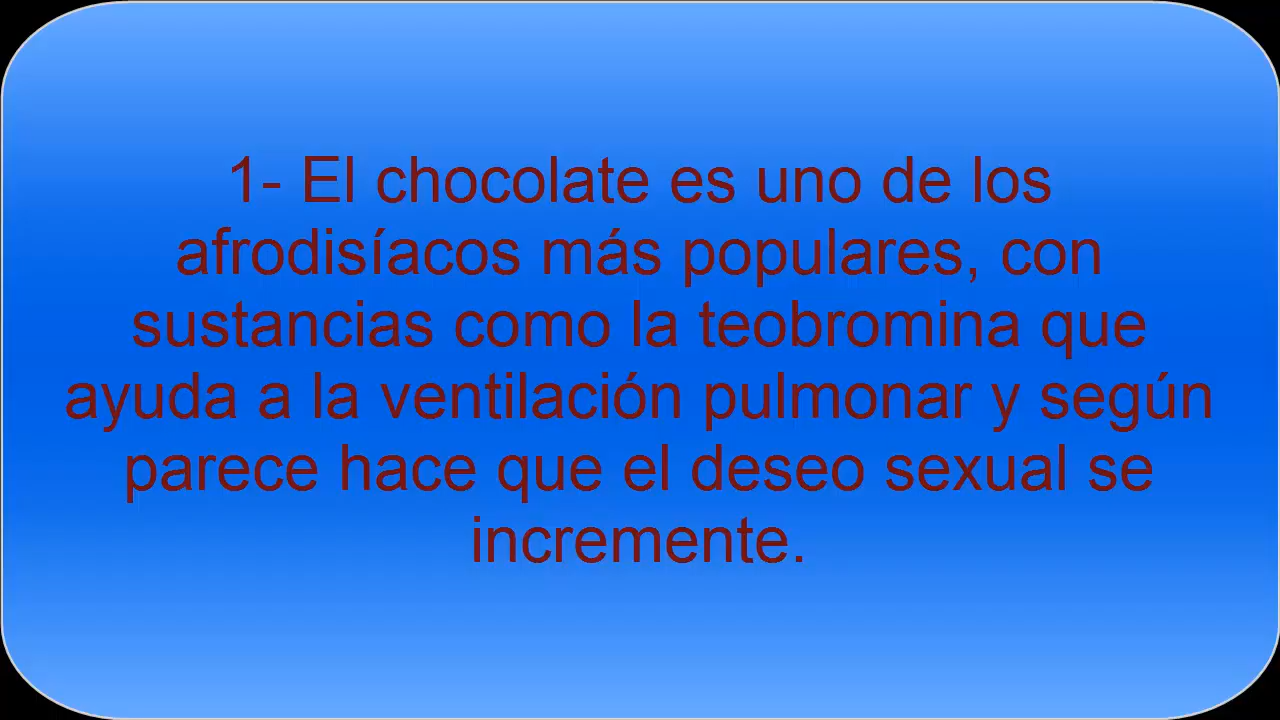 1- El chocolate es uno de los
afrodisíacos más populares, con
sustancias como la teobromina que
ayuda a la ventilación pulmonar y según
parece hace que el deseo sexual se
incremente.